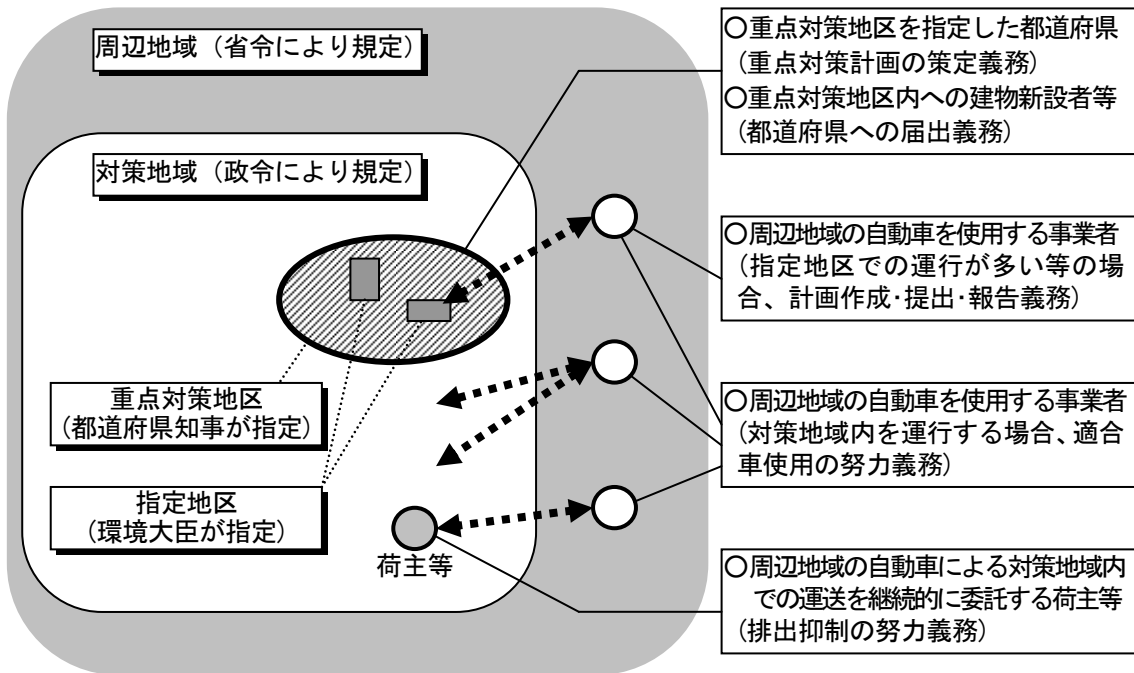 周辺地域（省令により規定）
対策地域（政令により規定）
重点対策地区
（都道府県知事が指定）
指定地区
（環境大臣が指定）
荷主等
○重点対策地区を指定した都道府県
（重点対策計画の策定義務）
○重点対策地区内への建物新設者等
（都道府県への届出義務）
○周辺地域の自動車を使用する事業者
（指定地区での運行が多い等の場
合、計画作成・提出・報告義務）
○周辺地域の自動車を使用する事業者
（対策地域内を運行する場合、適合
車使用の努力義務）
○周辺地域の自動車による対策地域内
での運送を継続的に委託する荷主等
（排出抑制の努力義務）